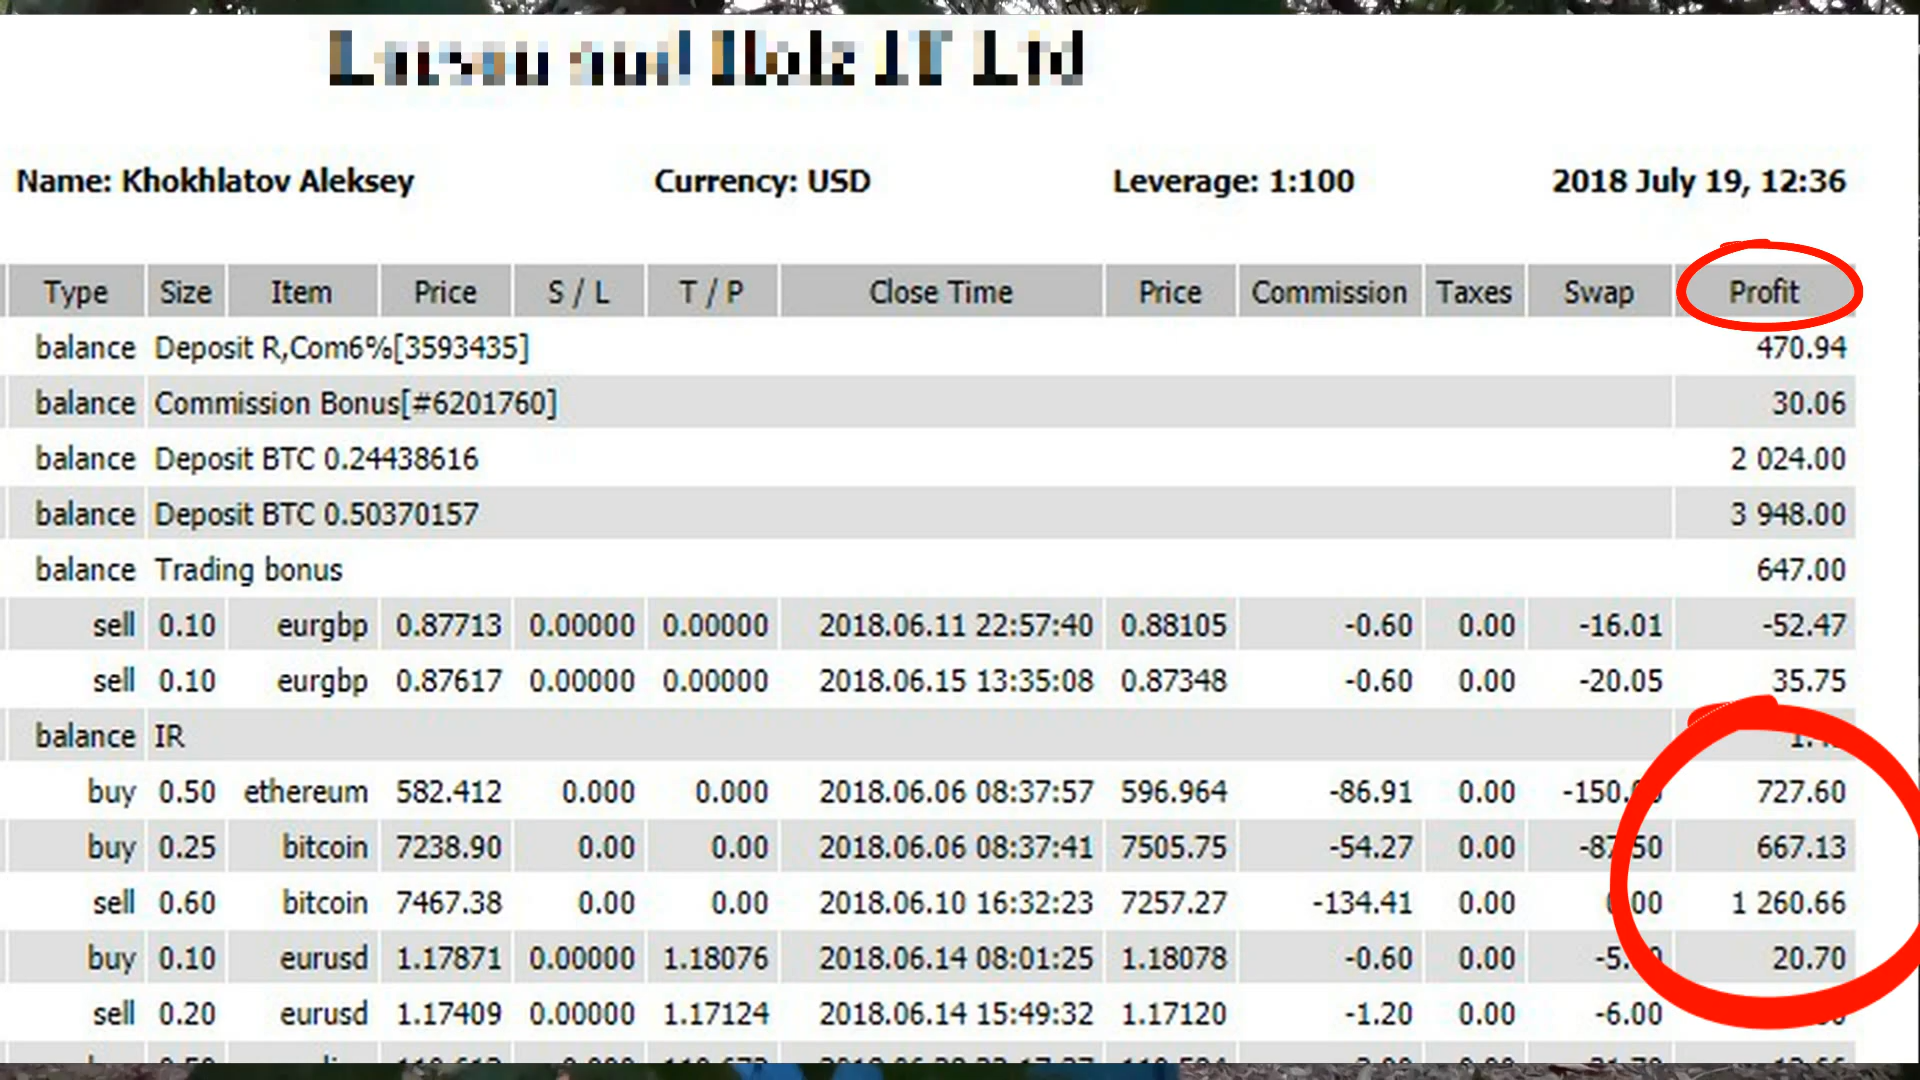 Larson and Holz IT Ltd
Name: Khokhlatov Aleksey Currency: USD Leverage: 1:100 2018 July 19, 12:36
Type Size Item Price S / L T / P Close Time Price Commission Taxes Swap Profit
balance Deposit R,Com6%[3593435] 470.94
balance Commission Bonus[#6201760] 30.06
balance Deposit BTC 0.24438616 2 024.00
balance Deposit BTC 0.50370157 3 948.00
balance Trading bonus 647.00
sell 0.10 eurgbp 0.87713 0.00000 0.00000 2018.06.11 22:57:40 0.88105 -0.60 0.00 -16.01 -52.47
sell 0.10 eurgbp 0.87617 0.00000 0.00000 2018.06.15 13:35:08 0.87348 -0.60 0.00 -20.05 35.75
balance IR
buy 0.50 ethereum 582.412 0.000 0.000 2018.06.06 08:37:57 596.964 -86.91 0.00 727.60
buy 0.25 bitcoin 7238.90 0.00 0.00 2018.06.06 08:37:41 7505.75 -54.27 0.00 -87.50 667.13
sell 0.60 bitcoin 7467.38 0.00 0.00 2018.06.10 16:32:23 7257.27 -134.41 0.00 0.00 1 260.66
buy 0.10 eurusd 1.17871 0.00000 1.18076 2018.06.14 08:01:25 1.18078 -0.60 0.00 20.70
sell 0.20 eurusd 1.17409 0.00000 1.17124 2018.06.14 15:49:32 1.17120 -1.20 0.00 -6.00